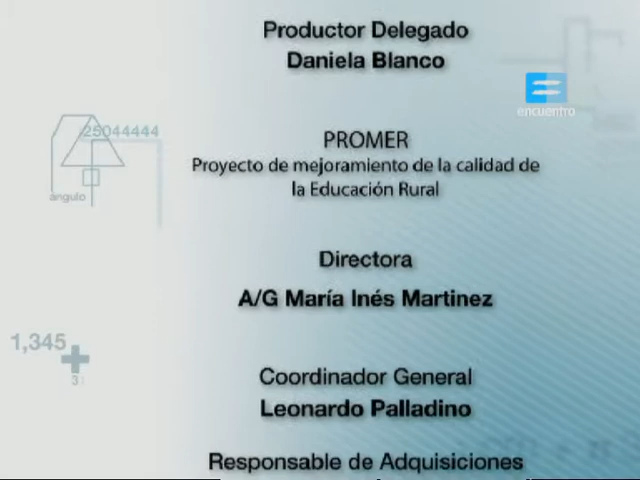 Productor Delegado
Daniela Blanco
encuentro
25044444
PROMER
Proyecto de mejoramiento de la calidad de
la Educación Rural
angulo
Directora
A/G María Inés Martinez
1,345
3
Coordinador General
Leonardo Palladino
Responsable de Adquisiciones